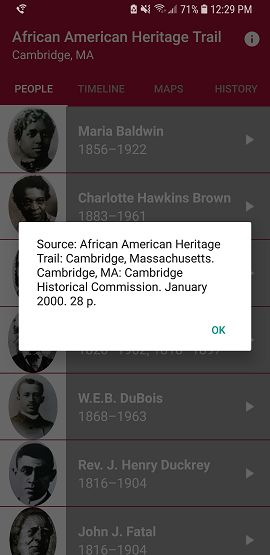 71% 12:29 PM
African American Heritage Trail
Cambridge, MA
PEOPLE TIMELINE MAPS HISTORY
Maria Baldwin
1856–1922
Charlotte Hawkins Brown
1883–1961
Source: African American Heritage
Trail: Cambridge, Massachusetts.
Cambridge, MA: Cambridge
Historical Commission. January
2000. 28 p.
OK
W.E.B. DuBois
1868–1963
Rev. J. Henry Duckrey
1816–1904
John J. Fatal
1816–1904